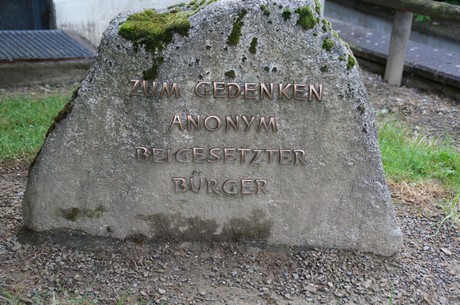 ZUM GEDENKEN
ANONYM
BEIGESETZTER
BÜRGER